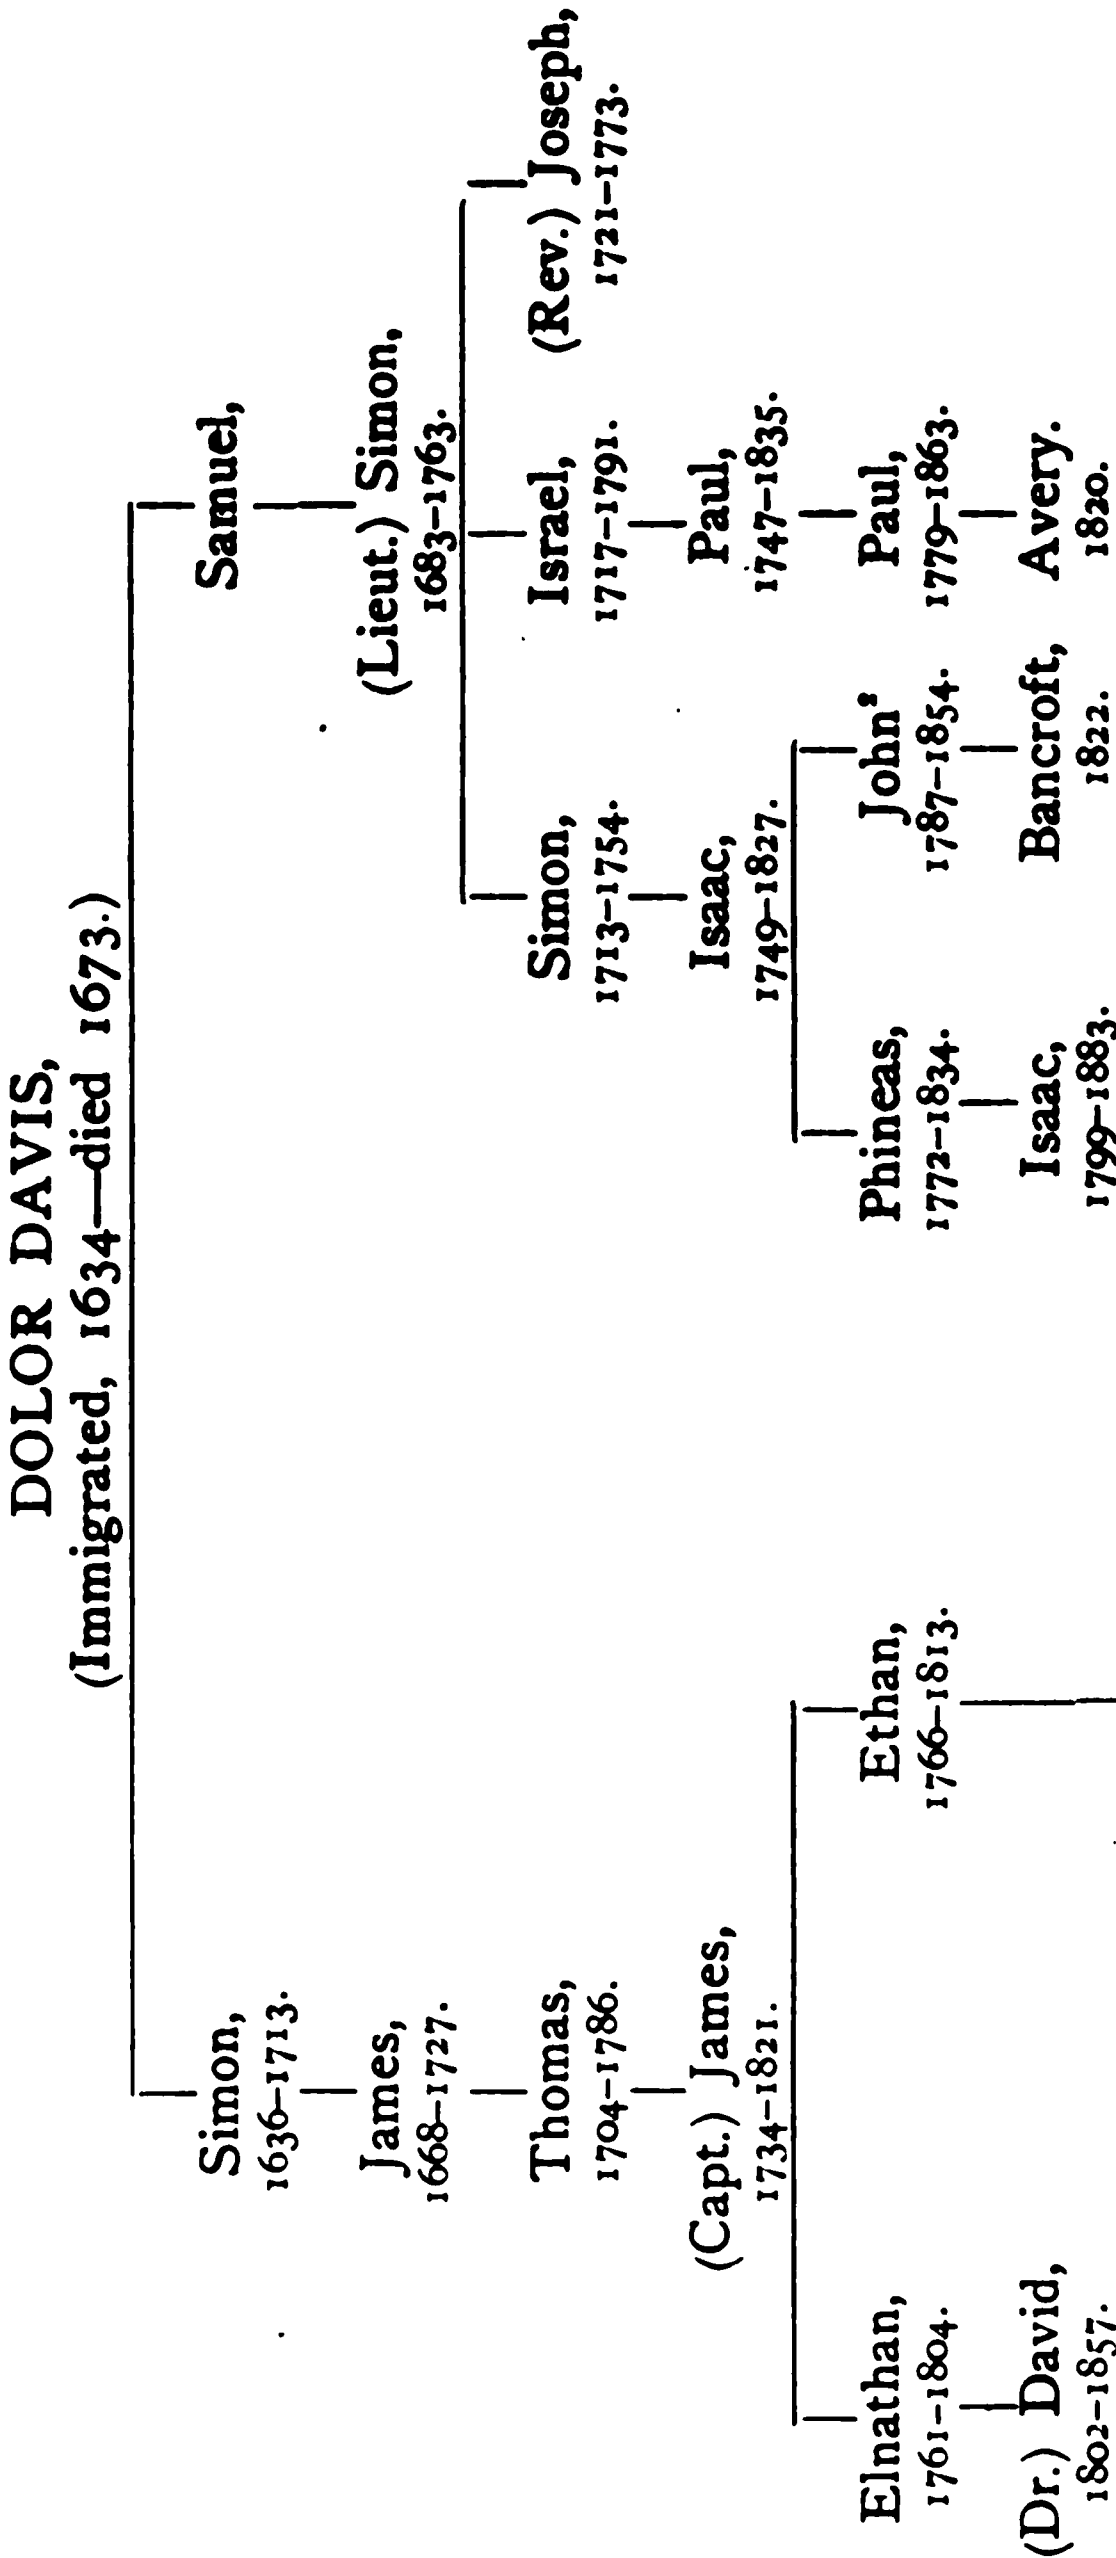 DOLOR DAVIS,
(Immigrated, 1634—died 1673.)
Simon,
1636–1713.
Samuel,
James,
1668–1727.
(Lieut.) Simon,
1683–1763.
Thomas,
1704–1786.
Simon,
1713–1754.
Israel,
1717–1791.
(Rev.) Joseph,
1721–1773.
(Capt.) James,
1734–1821.
Isaac,
1749–1827.
Paul,
1747–1835.
Elnathan,
1761–1804.
Ethan,
1766–1813.
Phineas,
1772–1834.
John⁸
1787–1854.
Paul,
1779–1863.
(Dr.) David,
1802–1857.
Isaac,
1799–1883.
Bancroft,
1822.
Avery.
1820.